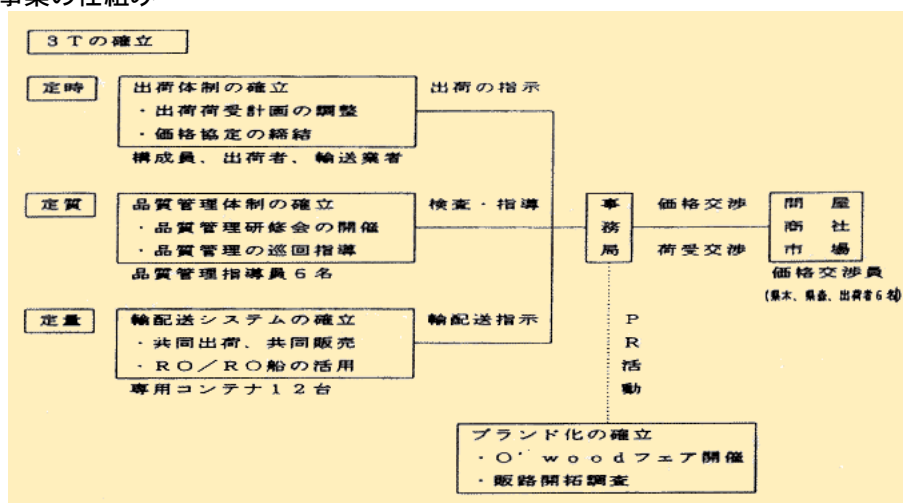 事業の仕組み
3Tの確立
定時
出荷体制の確立
・出荷荷受計画の調整
・価格協定の締結
構成員、出荷者、輸送業者
出荷の指示
定質
品質管理体制の確立
・品質管理研修会の開催
・品質管理の巡回指導
品質管理指導員6名
検査・指導
事務局
価格交渉
荷受交渉
問屋
商社
市場
価格交渉員
(県木、県森、出荷者6名)
定量
輸配送システムの確立
・共同出荷、共同販売
・RO/RO船の活用
専用コンテナ12台
輸配送指示
PR活動
ブランド化の確立
・O'woodフェア開催
・販路開拓調査